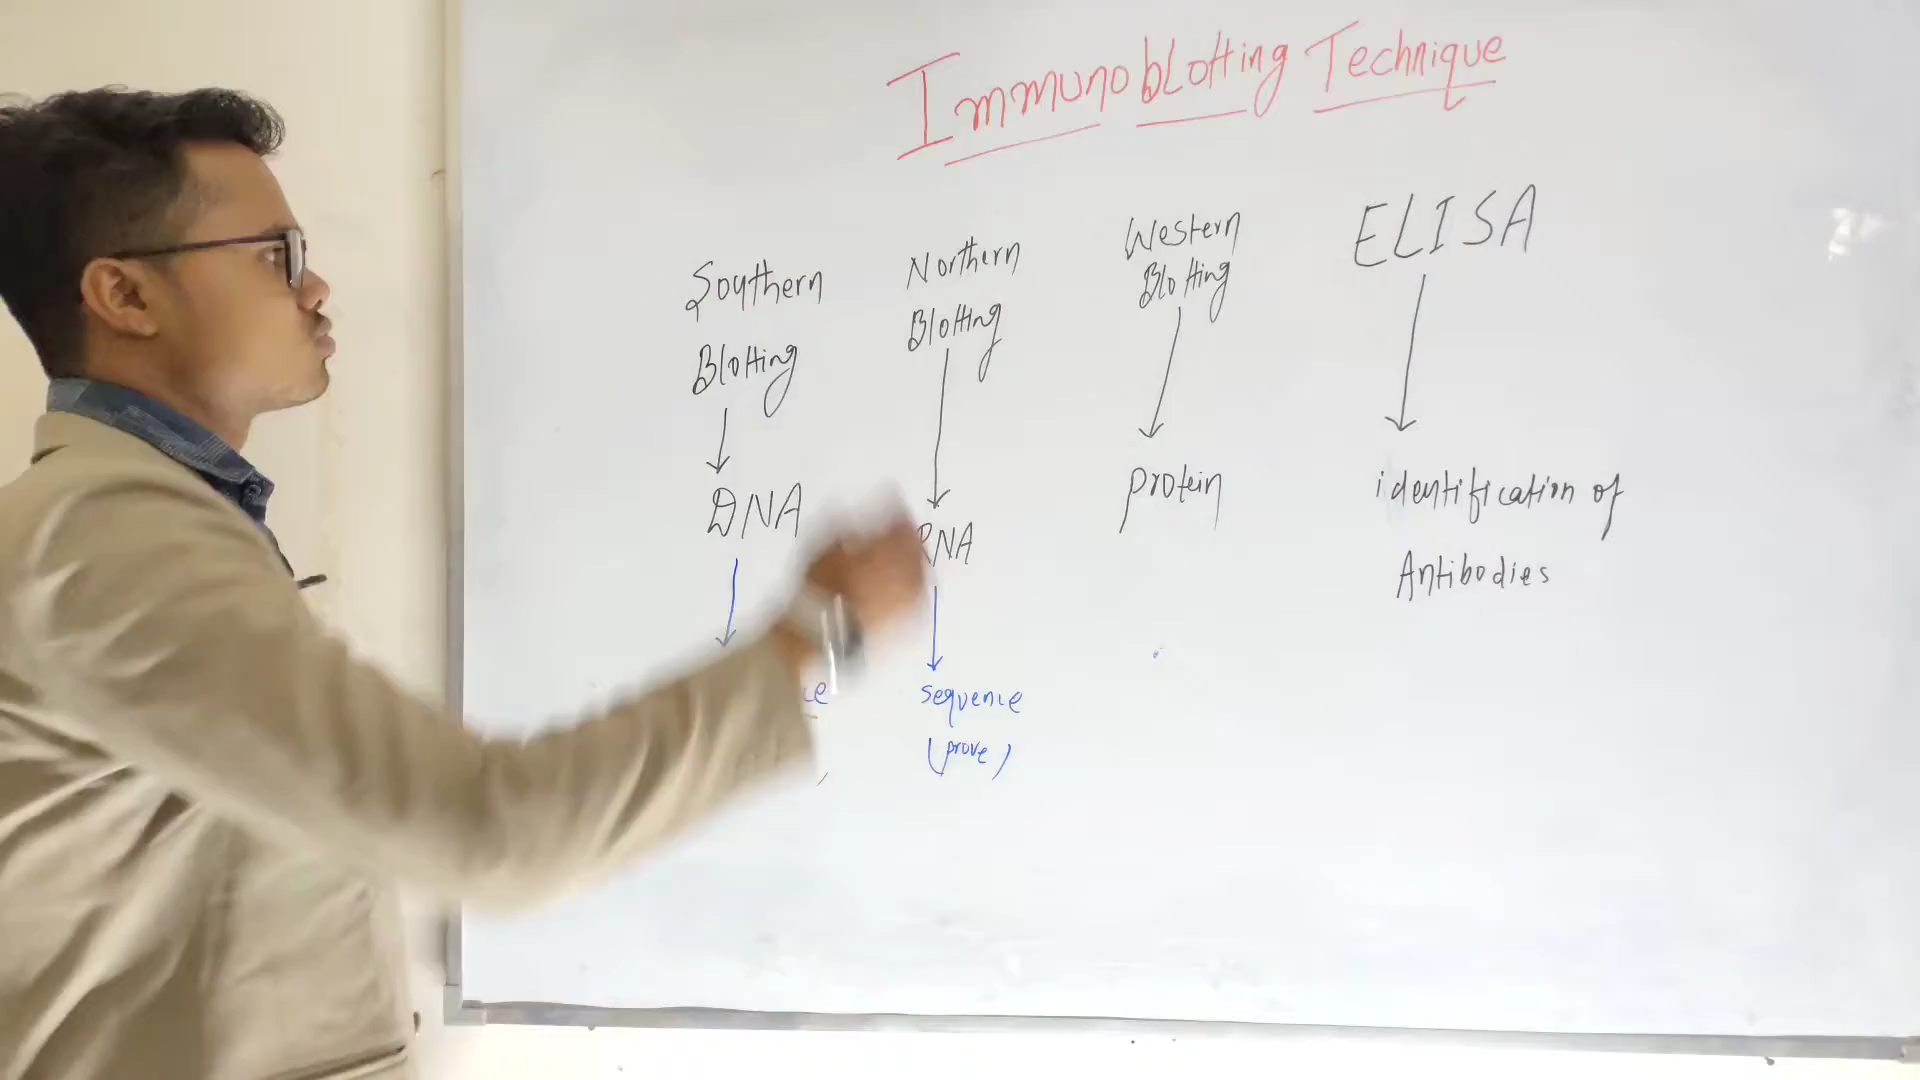 Immunoblotting Technique
Southern
Blotting
DNA
Northern
Blotting
RNA
sequence
(prove)
Western
Blotting
protein
ELISA
identification of
Antibodies